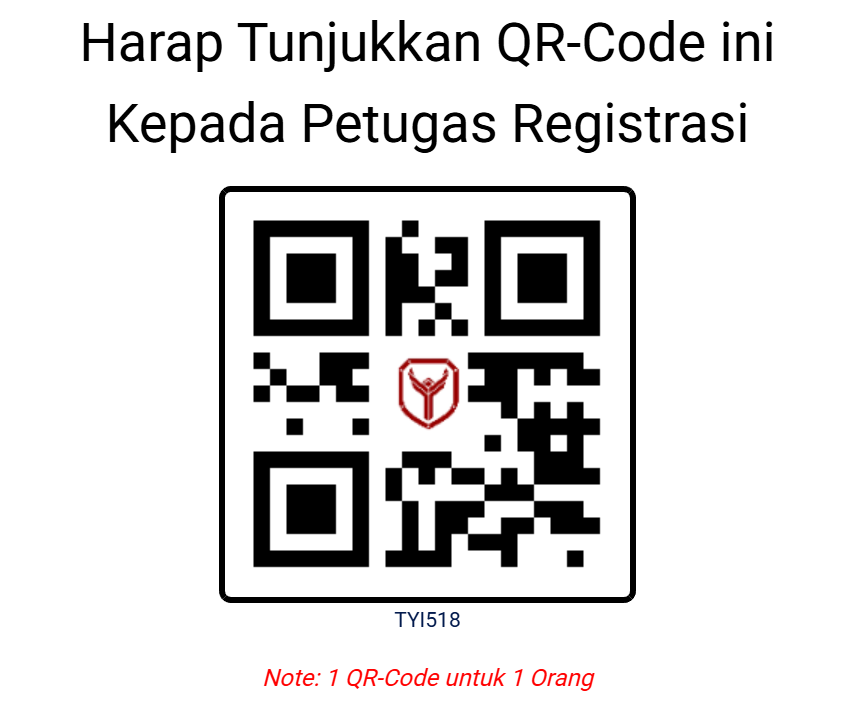 Harap Tunjukkan QR-Code ini
Kepada Petugas Registrasi
TYI518
Note: 1 QR-Code untuk 1 Orang